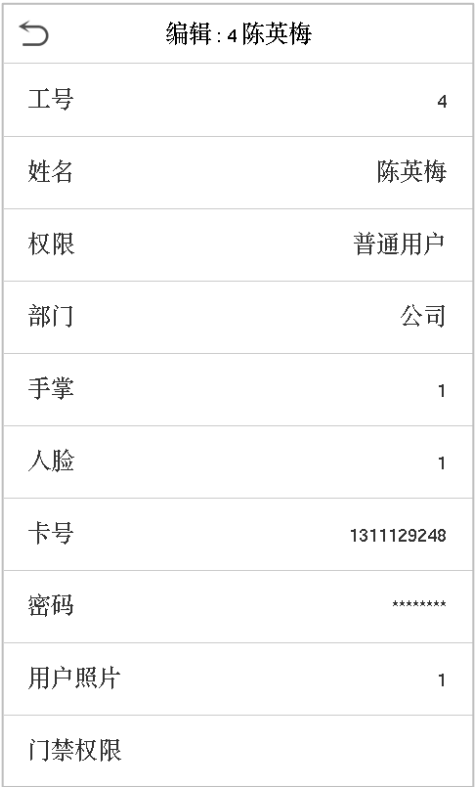 编辑 : 4 陈英梅
工号 4
姓名 陈英梅
权限 普通用户
部门 公司
手掌 1
人脸 1
卡号 1311129248
密码 ********
用户照片 1
门禁权限